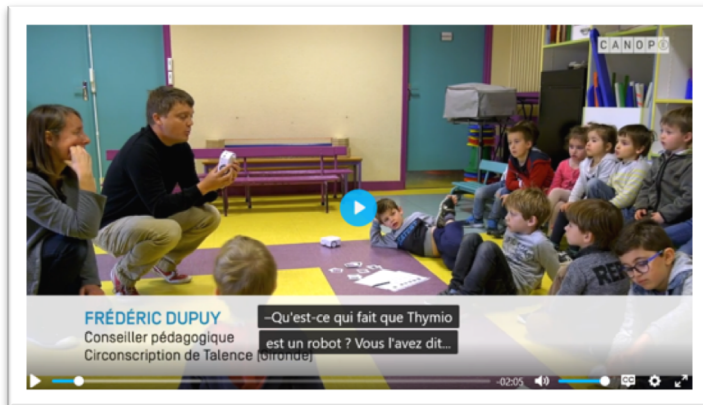 CANOPÉ
FRÉDÉRIC DUPUY
Conseiller pédagogique
Circonscription de Talence (Gironde)
–Qu'est-ce qui fait que Thymio
est un robot ? Vous l'avez dit...
-02:05